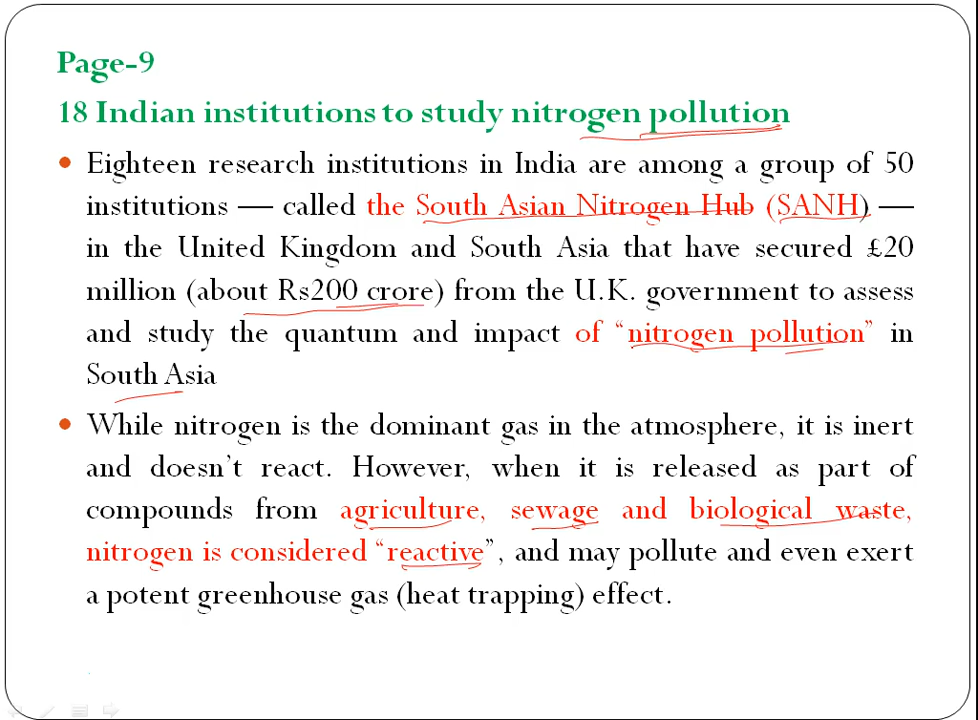 Page-9
18 Indian institutions to study nitrogen pollution
• Eighteen research institutions in India are among a group of 50
institutions — called the South Asian Nitrogen Hub (SANH) —
in the United Kingdom and South Asia that have secured £20
million (about Rs200 crore) from the U.K. government to assess
and study the quantum and impact of “nitrogen pollution” in
South Asia
• While nitrogen is the dominant gas in the atmosphere, it is inert
and doesn’t react. However, when it is released as part of
compounds from agriculture, sewage and biological waste,
nitrogen is considered “reactive”, and may pollute and even exert
a potent greenhouse gas (heat trapping) effect.